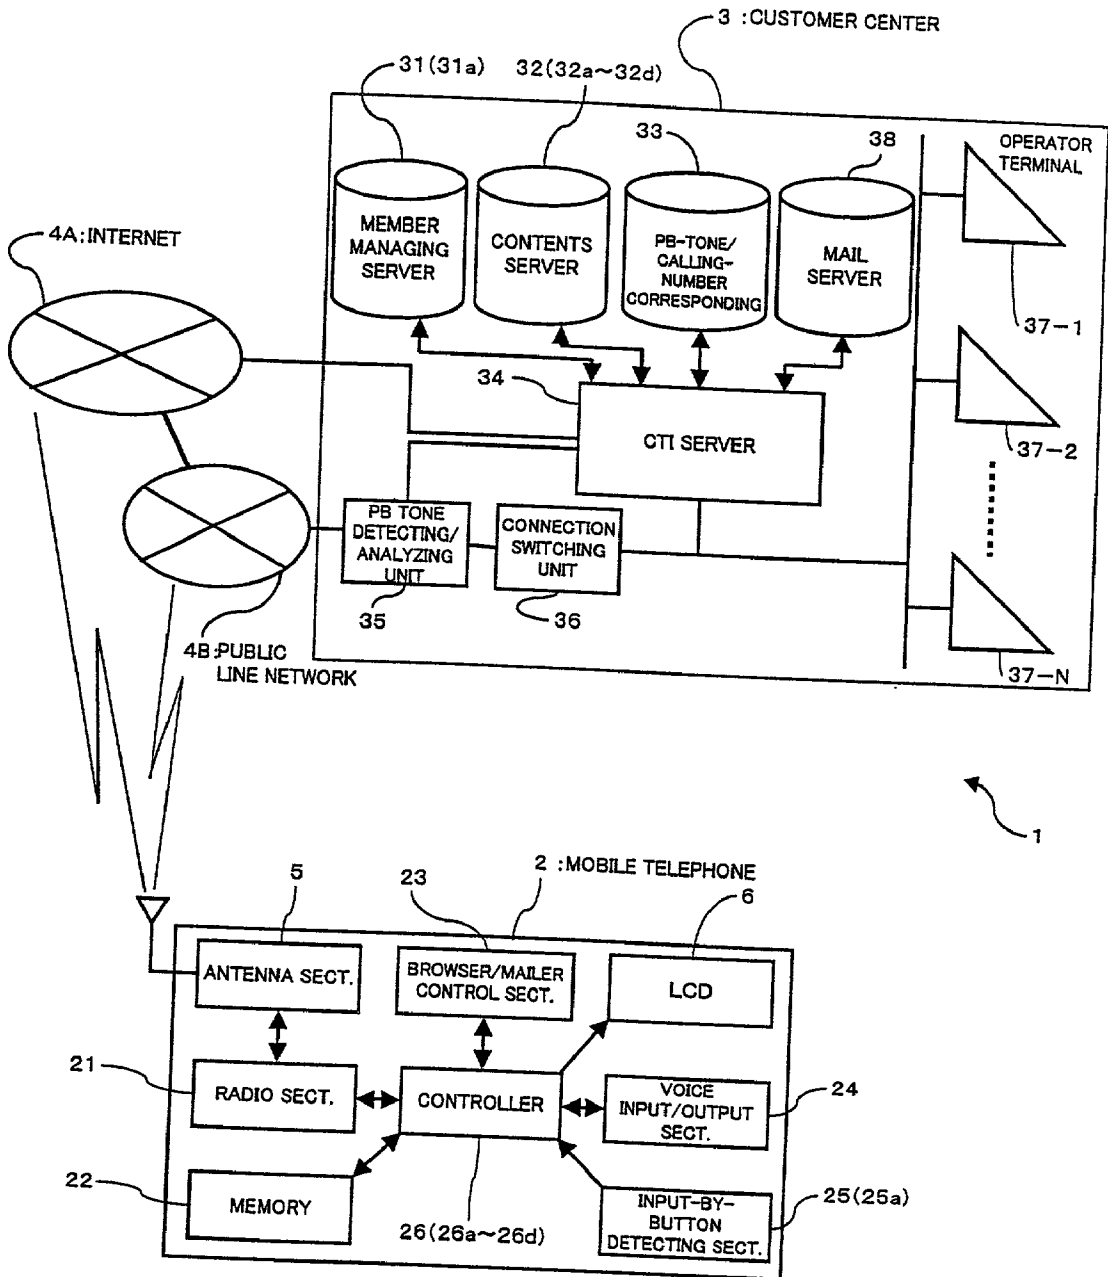 3 :CUSTOMER CENTER
31(31a)
32(32a~32d)
33
38
OPERATOR
TERMINAL
MEMBER
MANAGING
SERVER
CONTENTS
SERVER
PB-TONE/
CALLING-
NUMBER
CORRESPONDING
MAIL
SERVER
37-1
4A:INTERNET
34
CTI SERVER
37-2
PB TONE
DETECTING/
ANALYZING
UNIT
35
CONNECTION
SWITCHING
UNIT
36
37-N
4B:PUBLIC
LINE NETWORK
1
2 :MOBILE TELEPHONE
5
23
6
ANTENNA SECT.
BROWSER/MAILER
CONTROL SECT.
LCD
21
RADIO SECT.
CONTROLLER
VOICE
INPUT/OUTPUT
SECT.
24
22
MEMORY
26(26a~26d)
INPUT-BY-
BUTTON
DETECTING SECT.
25(25a)